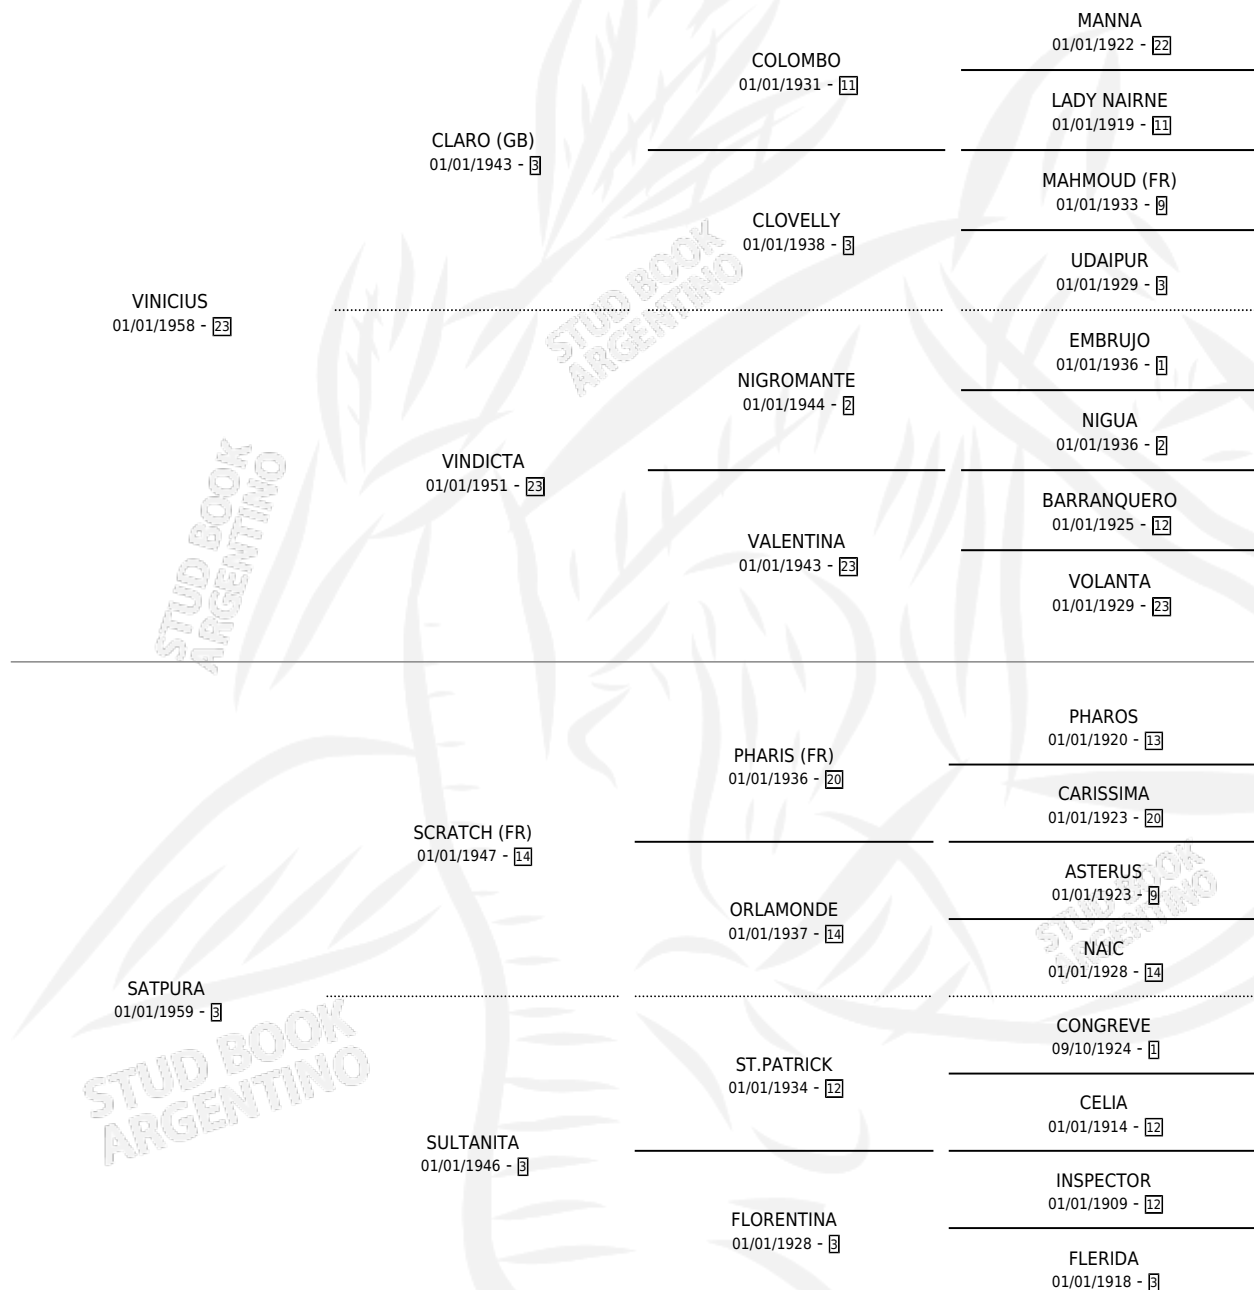 MANNA
01/01/1922 - 22
COLOMBO
01/01/1931 - 11
LADY NAIRNE
01/01/1919 - 11
CLARO (GB)
01/01/1943 - 3
MAHMOUD (FR)
01/01/1933 - 9
CLOVELLY
01/01/1938 - 3
UDAIPUR
01/01/1929 - 3
VINICIUS
01/01/1958 - 23
EMBRUJO
01/01/1936 - 1
NIGROMANTE
01/01/1944 - 2
NIGUA
01/01/1936 - 2
VINDICTA
01/01/1951 - 23
BARRANQUERO
01/01/1925 - 12
VALENTINA
01/01/1943 - 23
VOLANTA
01/01/1929 - 23
PHAROS
01/01/1920 - 13
PHARIS (FR)
01/01/1936 - 20
CARISSIMA
01/01/1923 - 20
SCRATCH (FR)
01/01/1947 - 14
ASTERUS
01/01/1923 - 9
ORLAMONDE
01/01/1937 - 14
NAIC
01/01/1928 - 14
SATPURA
01/01/1959 - 3
CONGREVE
09/10/1924 - 1
ST.PATRICK
01/01/1934 - 12
CELIA
01/01/1914 - 12
SULTANITA
01/01/1946 - 3
INSPECTOR
01/01/1909 - 12
FLORENTINA
01/01/1928 - 3
FLERIDA
01/01/1918 - 3
STUD BOOK
ARGENTINO
STUD BOOK
ARGENTINO
STUD BOOK
ARGENTINO
STUD BOOK
ARGENTINO